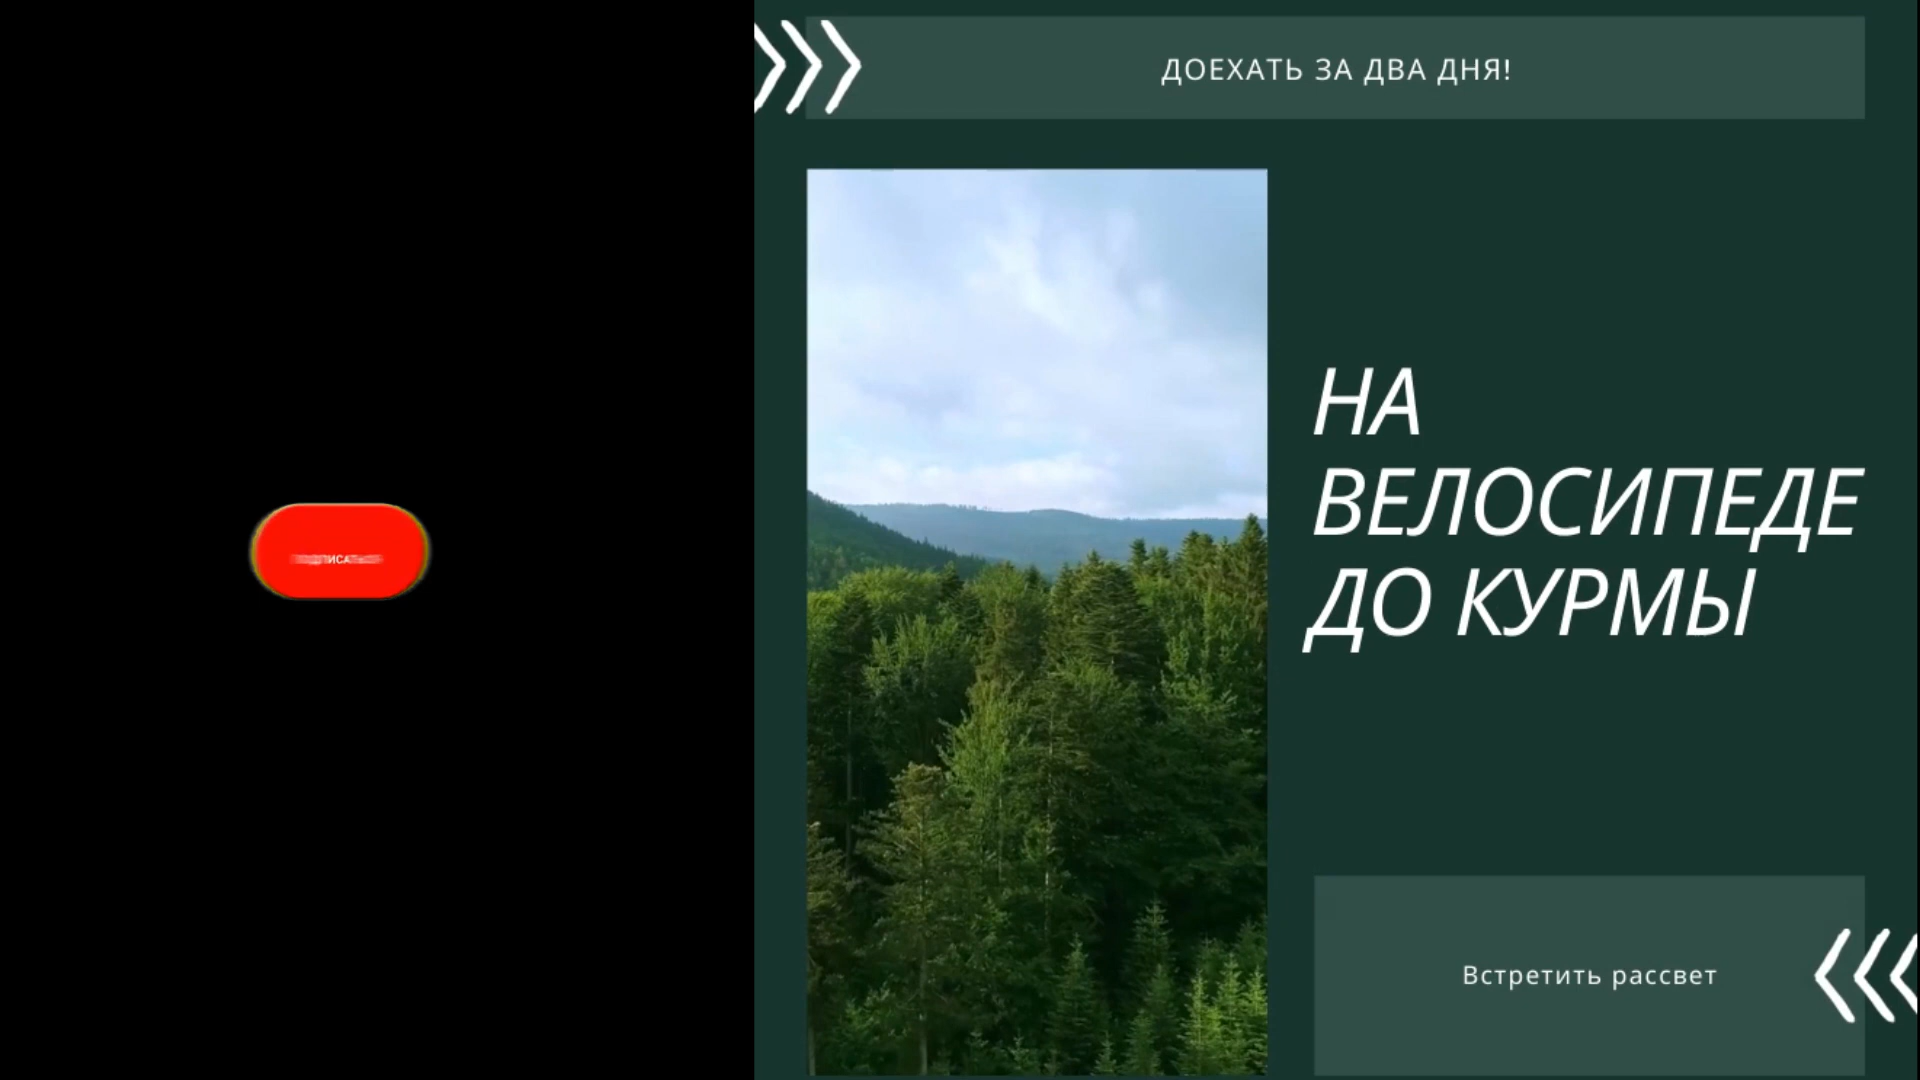 ДОЕХАТЬ ЗА ДВА ДНЯ!
НА
ВЕЛОСИПЕДЕ
ДО КУРМЫ
Встретить рассвет